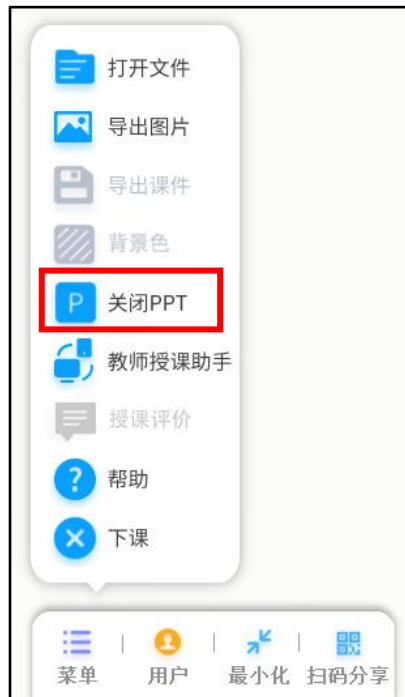 打开文件
导出图片
导出课件
背景色
P 关闭PPT
教师授课助手
授课评价
? 帮助
下课
菜单 用户 最小化 扫码分享